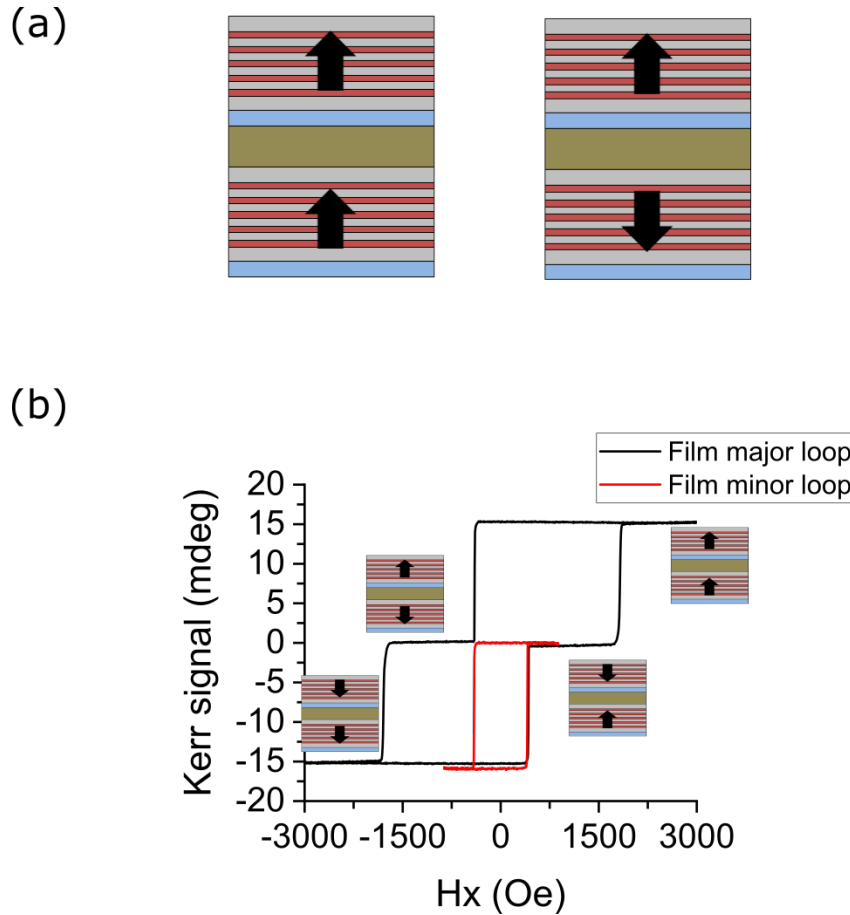 (a)
(b)
Film major loop
Film minor loop
20
15
10
5
0
-5
-10
-15
-20
Kerr signal (mdeg)
-3000 -1500 0 1500 3000
Hx (Oe)